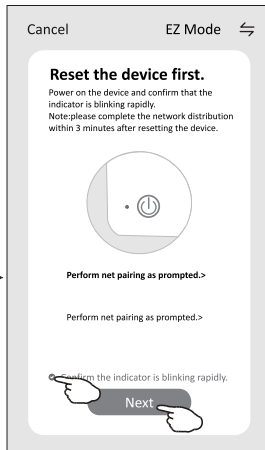 Cancel EZ Mode
Reset the device first.
Power on the device and confirm that the
indicator is blinking rapidly.
Note:please complete the network distribution
within 3 minutes after resetting the device.
Perform net pairing as prompted.>
Perform net pairing as prompted.>
Confirm the indicator is blinking rapidly.
Next